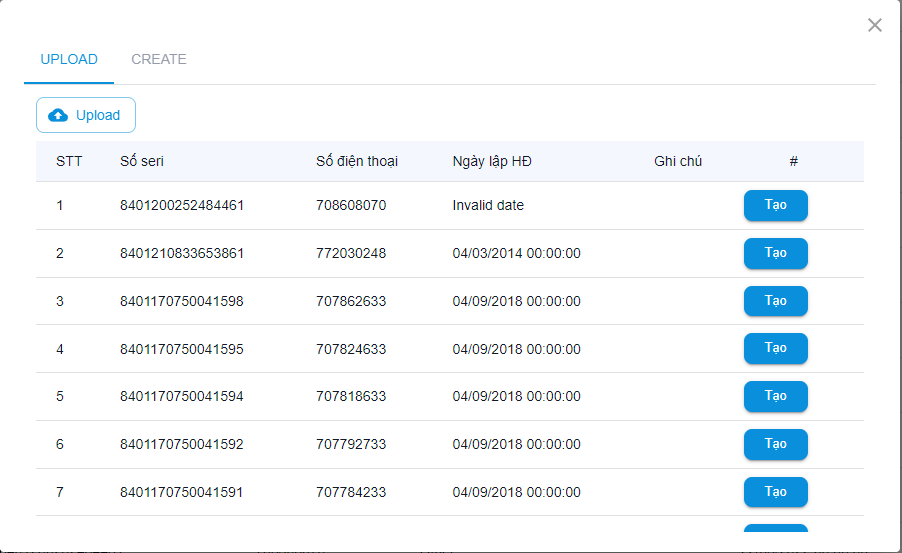 UPLOAD CREATE
Upload
STT Số seri Số điện thoại Ngày lập HĐ Ghi chú #
1 8401200252484461 708608070 Invalid date Tạo
2 8401210833653861 772030248 04/03/2014 00:00:00 Tạo
3 8401170750041598 707862633 04/09/2018 00:00:00 Tạo
4 8401170750041595 707824633 04/09/2018 00:00:00 Tạo
5 8401170750041594 707818633 04/09/2018 00:00:00 Tạo
6 8401170750041592 707792733 04/09/2018 00:00:00 Tạo
7 8401170750041591 707784233 04/09/2018 00:00:00 Tạo